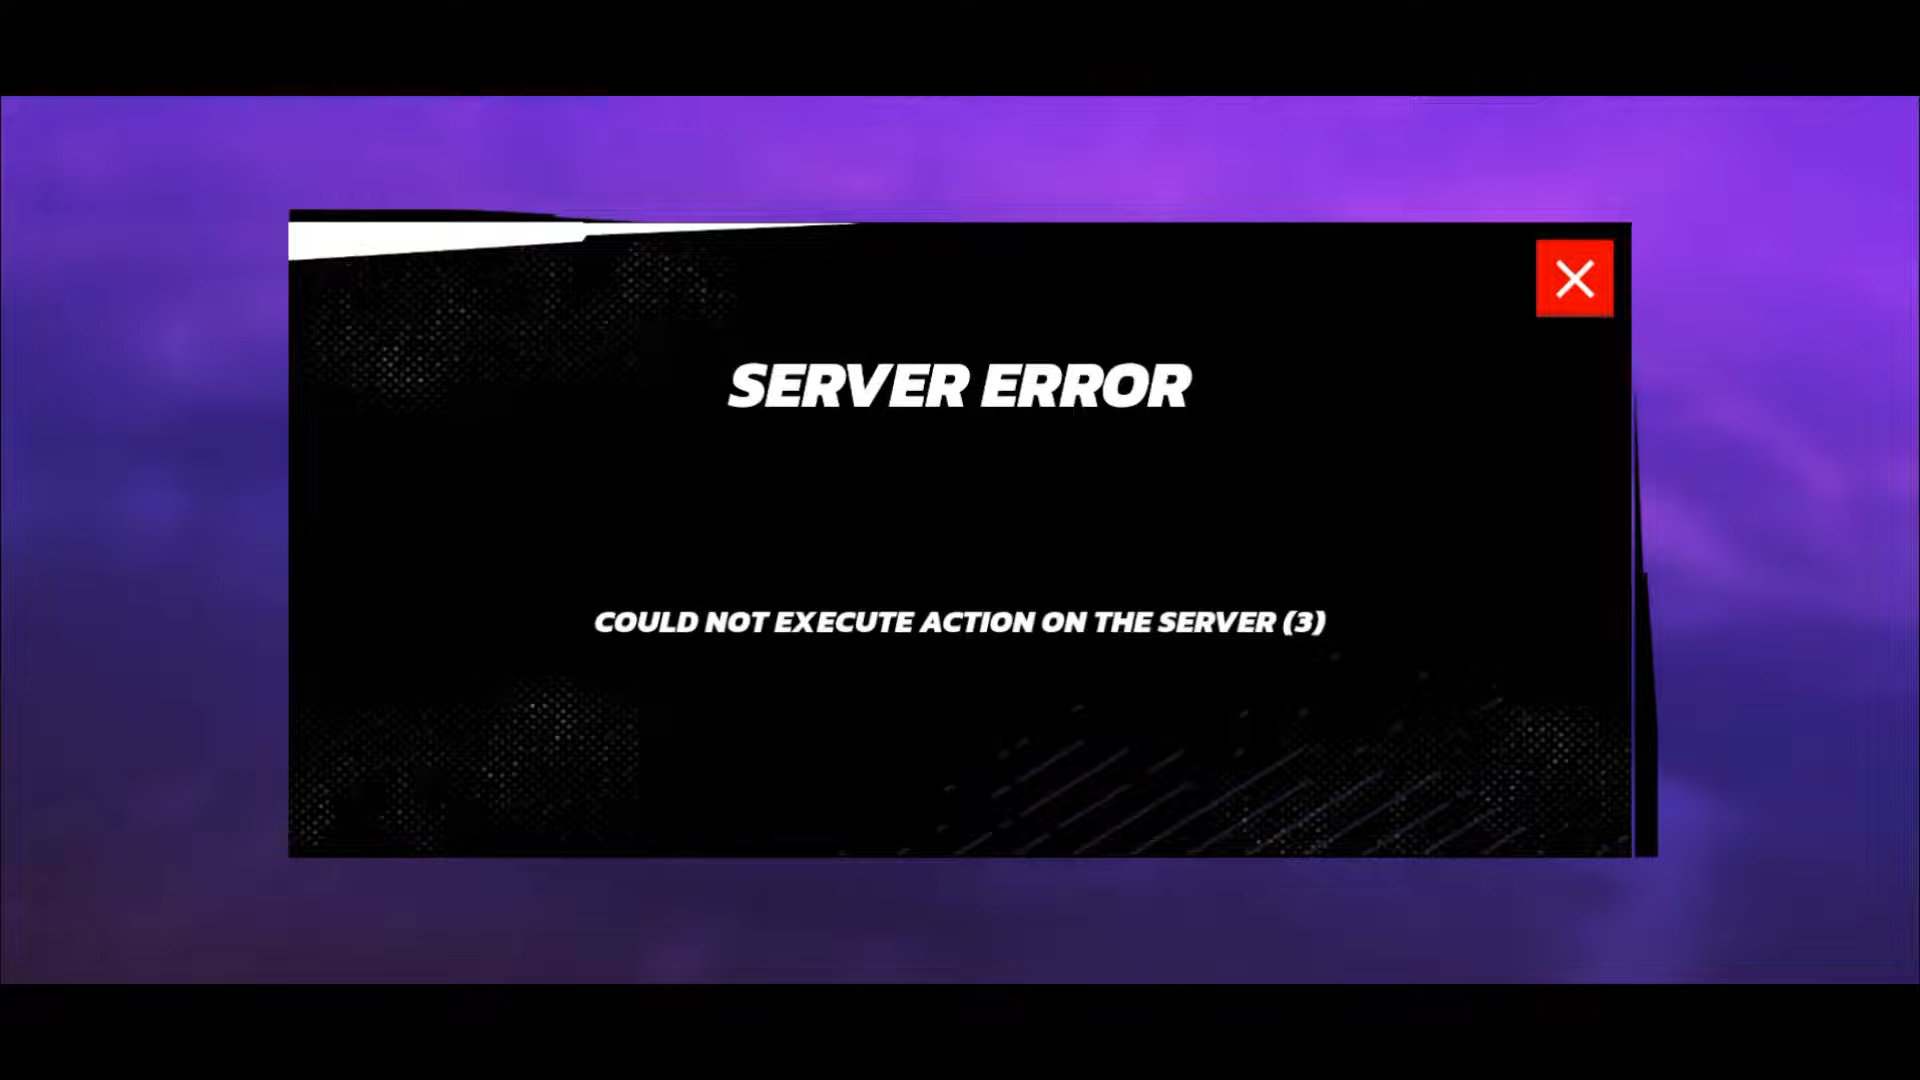 SERVER ERROR
COULD NOT EXECUTE ACTION ON THE SERVER (3)